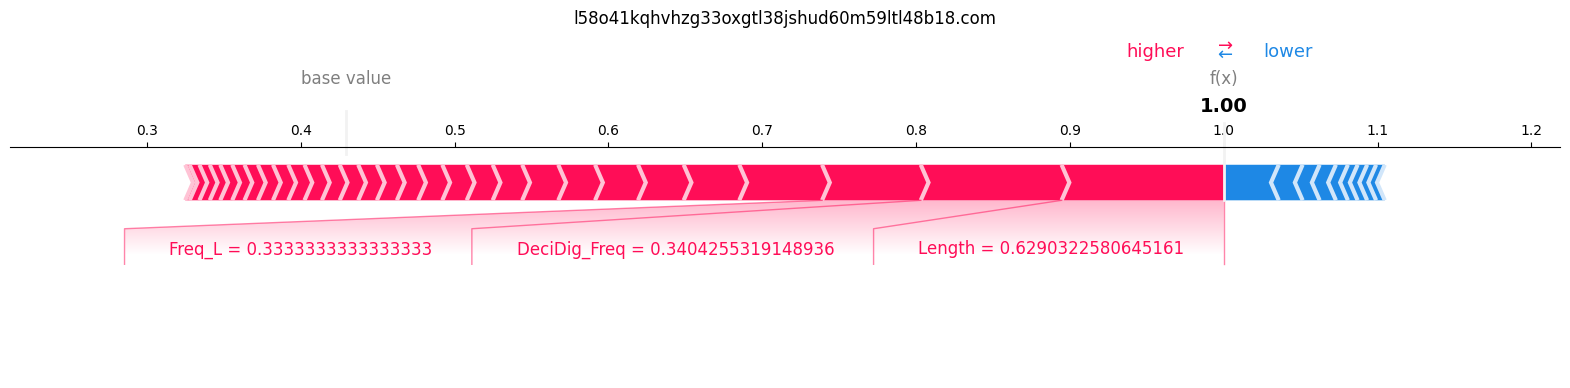 l58o41kqhvhzg33oxgtl38jshud60m59ltl48b18.com
higher ⇄ lower
base value f(x)
1.00
0.3 0.4 0.5 0.6 0.7 0.8 0.9 1.0 1.1 1.2
Freq_L = 0.3333333333333333 DeciDig_Freq = 0.3404255319148936 Length = 0.6290322580645161